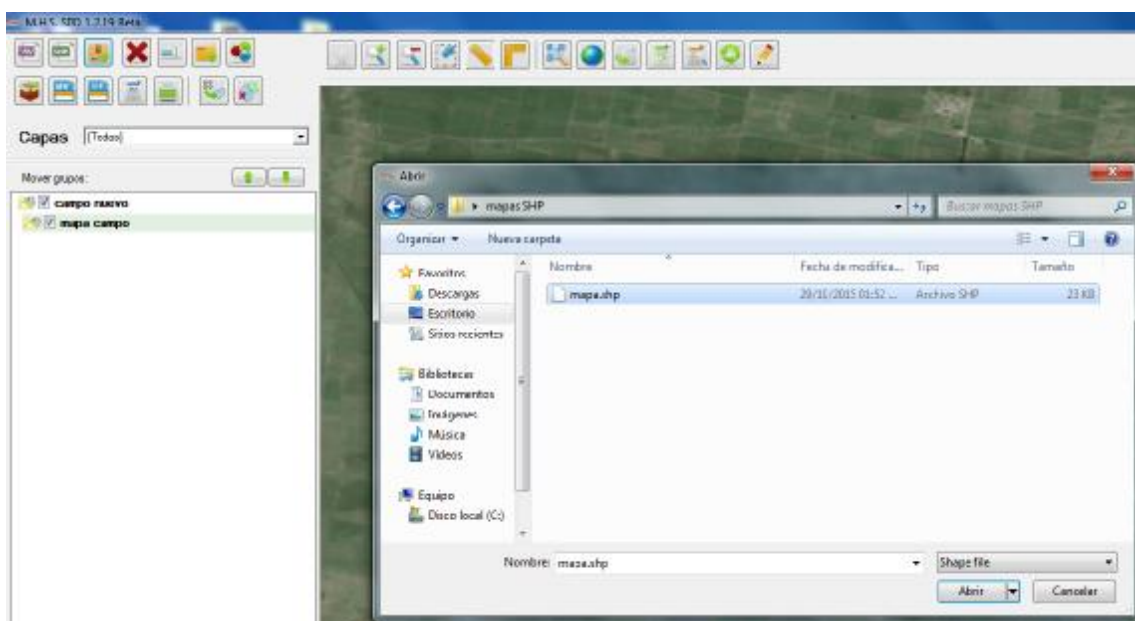 M.H.S. SDD 1.2.19 Beta
Capas (Todos)
Mover grupos:
campo nuevo
mapa campo
Abrir
mapas SHP
Buscar mapas SHP
Organizar
Nueva carpeta
Favoritos
Descargas
Escritorio
Sitios recientes
Bibliotecas
Documentos
Imágenes
Música
Vídeos
Equipo
Disco local (C:)
Nombre Fecha de modifica... Tipo Tamaño
mapa.shp 29/10/2015 01:52 ... Archivo SHP 23 KB
Nombre: mapa.shp
Shape file
Abrir
Cancelar